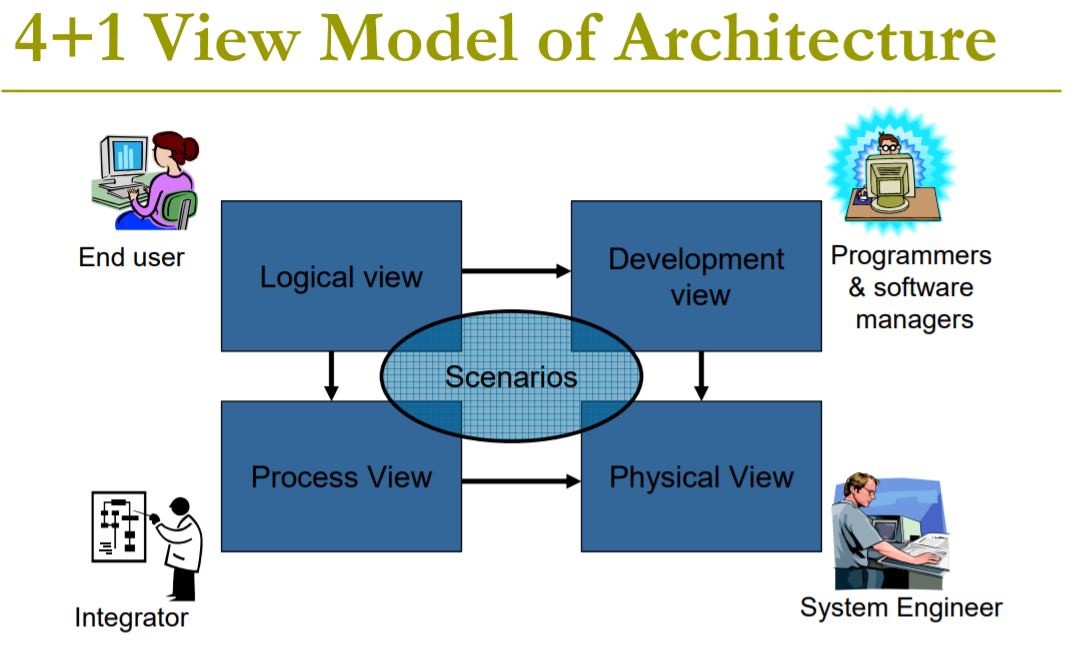 4+1 View Model of Architecture
End user
Logical view
Development
view
Programmers
& software
managers
Scenarios
Process View
Physical View
Integrator
System Engineer